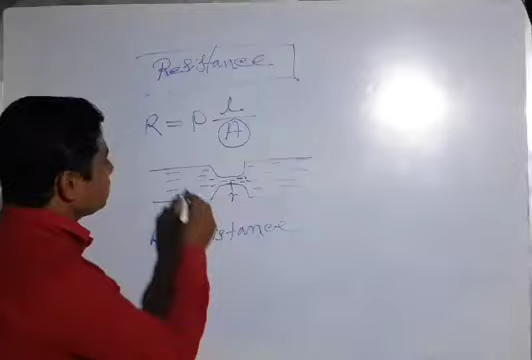 Resistance
R = ρ l
A